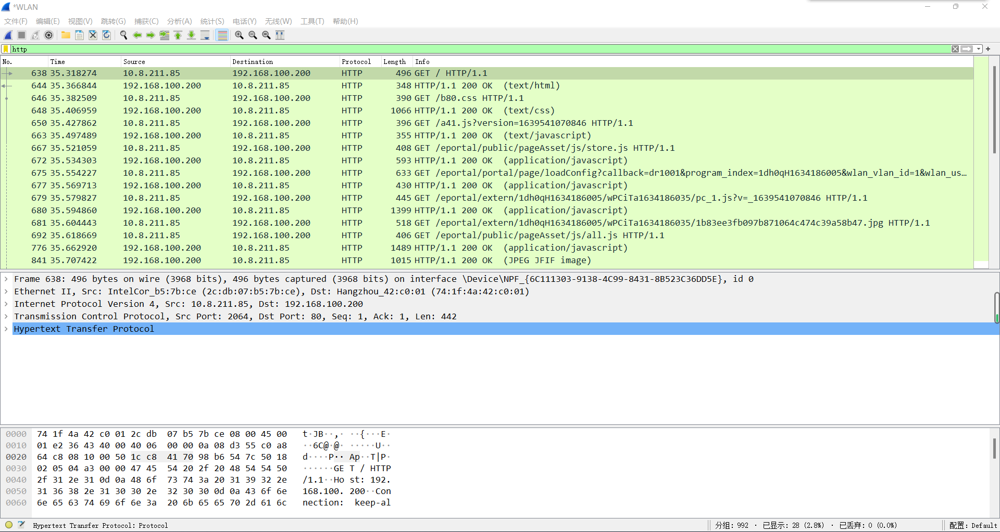 *WLAN
文件(F) 编辑(E) 视图(V) 跳转(G) 捕获(C) 分析(A) 统计(S) 电话(Y) 无线(W) 工具(T) 帮助(H)
http
No. Time Source Destination Protocol Length Info
638 35.318274 10.8.211.85 192.168.100.200 HTTP 496 GET / HTTP/1.1
644 35.366844 192.168.100.200 10.8.211.85 HTTP 348 HTTP/1.1 200 OK  (text/html)
646 35.382509 10.8.211.85 192.168.100.200 HTTP 390 GET /b80.css HTTP/1.1
648 35.406959 192.168.100.200 10.8.211.85 HTTP 1066 HTTP/1.1 200 OK  (text/css)
650 35.427862 10.8.211.85 192.168.100.200 HTTP 396 GET /a41.js?version=1639541070846 HTTP/1.1
663 35.497489 192.168.100.200 10.8.211.85 HTTP 355 HTTP/1.1 200 OK  (text/javascript)
667 35.521059 10.8.211.85 192.168.100.200 HTTP 408 GET /eportal/public/pageAsset/js/store.js HTTP/1.1
672 35.534303 192.168.100.200 10.8.211.85 HTTP 593 HTTP/1.1 200 OK  (application/javascript)
675 35.554227 10.8.211.85 192.168.100.200 HTTP 633 GET /eportal/portal/page/loadConfig?callback=dr1001&program_index=1dh0qH1634186005&wlan_vlan_id=1&wlan_us…
677 35.569713 192.168.100.200 10.8.211.85 HTTP 430 HTTP/1.1 200 OK  (application/javascript)
679 35.579827 10.8.211.85 192.168.100.200 HTTP 445 GET /eportal/extern/1dh0qH1634186005/wPCiTa1634186035/pc_1.js?v=_1639541070846 HTTP/1.1
680 35.594860 192.168.100.200 10.8.211.85 HTTP 1399 HTTP/1.1 200 OK  (application/javascript)
681 35.604443 10.8.211.85 192.168.100.200 HTTP 518 GET /eportal/extern/1dh0qH1634186005/wPCiTa1634186035/1b83ee3fb097b871064c474c39a58b47.jpg HTTP/1.1
692 35.618669 10.8.211.85 192.168.100.200 HTTP 406 GET /eportal/public/pageAsset/js/all.js HTTP/1.1
776 35.662920 192.168.100.200 10.8.211.85 HTTP 1489 HTTP/1.1 200 OK  (application/javascript)
841 35.707422 192.168.100.200 10.8.211.85 HTTP 1015 HTTP/1.1 200 OK  (JPEG JFIF image)
Frame 638: 496 bytes on wire (3968 bits), 496 bytes captured (3968 bits) on interface \Device\NPF_{6C111303-9138-4C99-8431-8B523C36DD5E}, id 0
Ethernet II, Src: IntelCor_b5:7b:ce (2c:db:07:b5:7b:ce), Dst: Hangzhou_42:c0:01 (74:1f:4a:42:c0:01)
Internet Protocol Version 4, Src: 10.8.211.85, Dst: 192.168.100.200
Transmission Control Protocol, Src Port: 2064, Dst Port: 80, Seq: 1, Ack: 1, Len: 442
Hypertext Transfer Protocol
0000 74 1f 4a 42 c0 01 2c db 07 b5 7b ce 08 00 45 00 t·JB··,· ··{···E·
0010 01 e2 36 43 40 00 40 06 00 00 0a 08 d3 55 c0 a8 ··6C@·@· ·····U··
0020 64 c8 08 10 00 50 1c c8 41 70 98 b6 54 7c 50 18 d····P·· Ap··T|P·
0030 02 05 04 a3 00 00 47 45 54 20 2f 20 48 54 54 50 ······GE T / HTTP
0040 2f 31 2e 31 0d 0a 48 6f 73 74 3a 20 31 39 32 2e /1.1··Ho st: 192.
0050 31 36 38 2e 31 30 30 2e 32 30 30 0d 0a 43 6f 6e 168.100. 200··Con
0060 6e 65 63 74 69 6f 6e 3a 20 6b 65 65 70 2d 61 6c nection:  keep-al
Hypertext Transfer Protocol: Protocol 分组: 992 · 已显示: 28 (2.8%) · 已丢弃: 0 (0.0%) 配置: Default